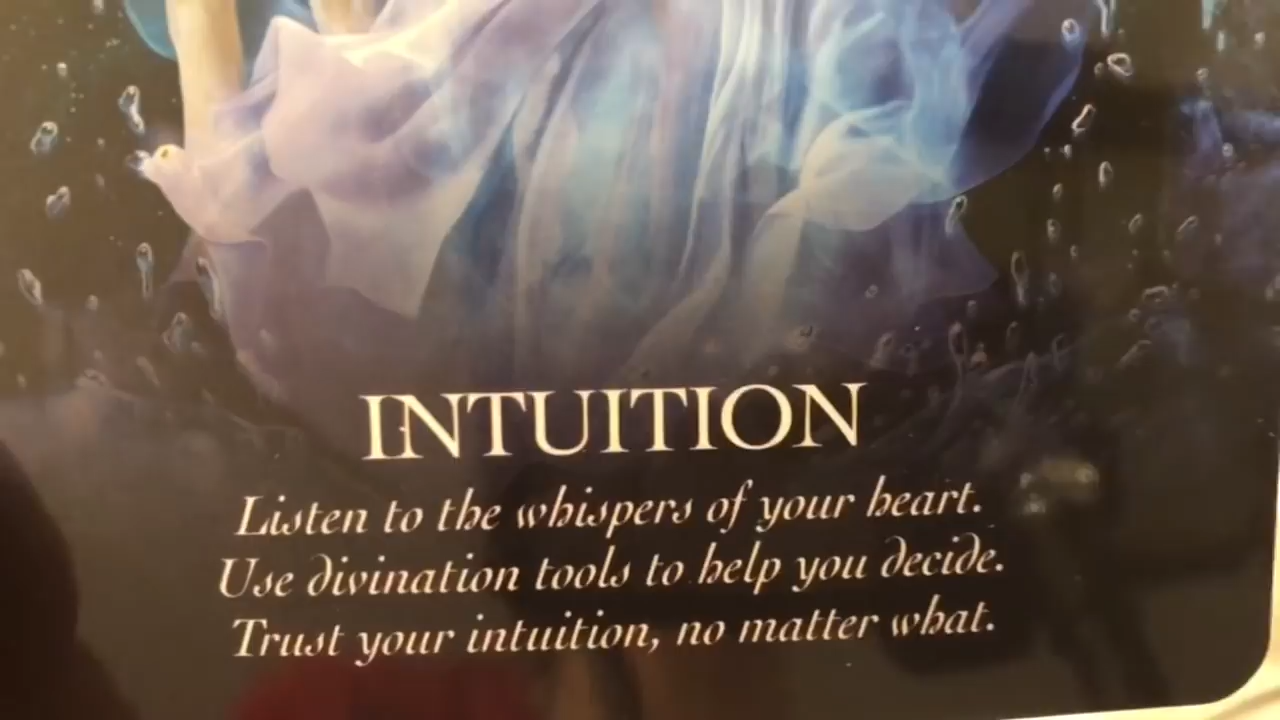 INTUITION
Listen to the whispers of your heart.
Use divination tools to help you decide.
Trust your intuition, no matter what.